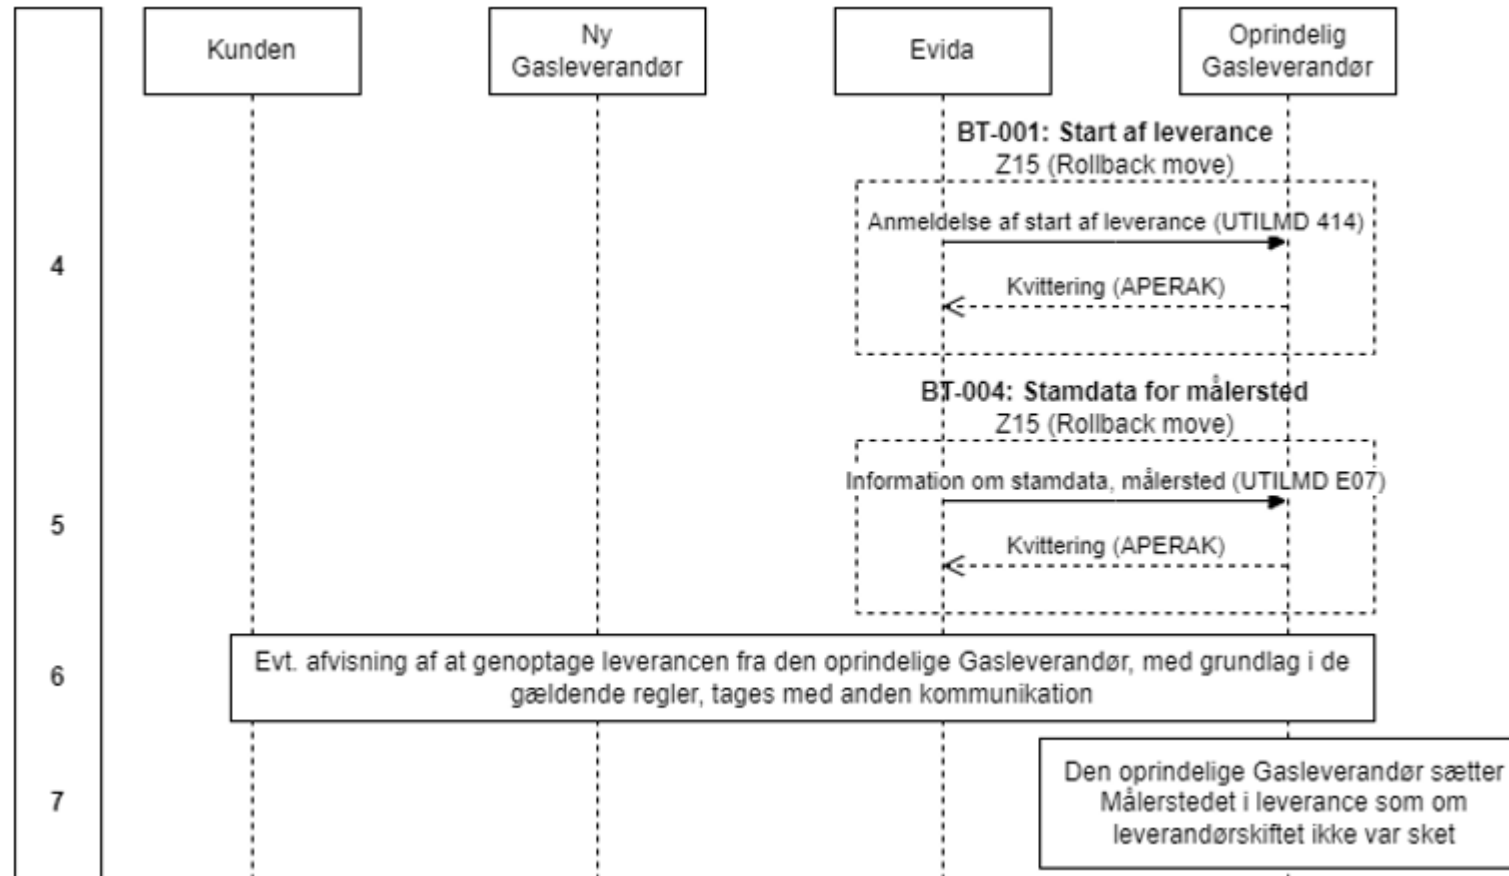 Kunden
Ny
Gasleverandør
Evida
Oprindelig
Gasleverandør
BT-001: Start af leverance
Z15 (Rollback move)
4
Anmeldelse af start af leverance (UTILMD 414)
Kvittering (APERAK)
BT-004: Stamdata for målersted
Z15 (Rollback move)
5
Information om stamdata, målersted (UTILMD E07)
Kvittering (APERAK)
6
Evt. afvisning af at genoptage leverancen fra den oprindelige Gasleverandør, med grundlag i de
gældende regler, tages med anden kommunikation
7
Den oprindelige Gasleverandør sætter
Målerstedet i leverance som om
leverandørskiftet ikke var sket